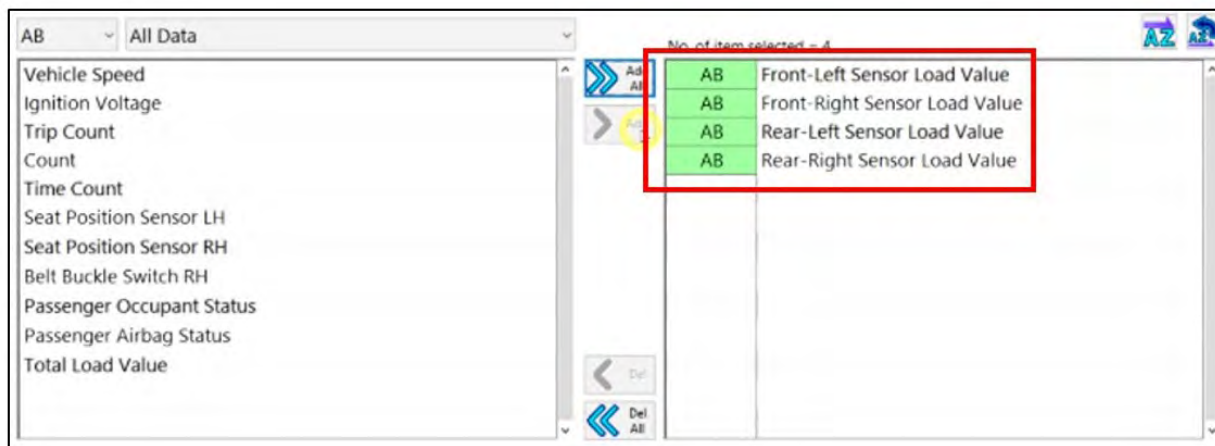 AB All Data
No. of item selected = 4
AZ AZ
Vehicle Speed
Ignition Voltage
Trip Count
Count
Time Count
Seat Position Sensor LH
Seat Position Sensor RH
Belt Buckle Switch RH
Passenger Occupant Status
Passenger Airbag Status
Total Load Value
Add
All
Add
Del
Del
All
AB Front-Left Sensor Load Value
AB Front-Right Sensor Load Value
AB Rear-Left Sensor Load Value
AB Rear-Right Sensor Load Value